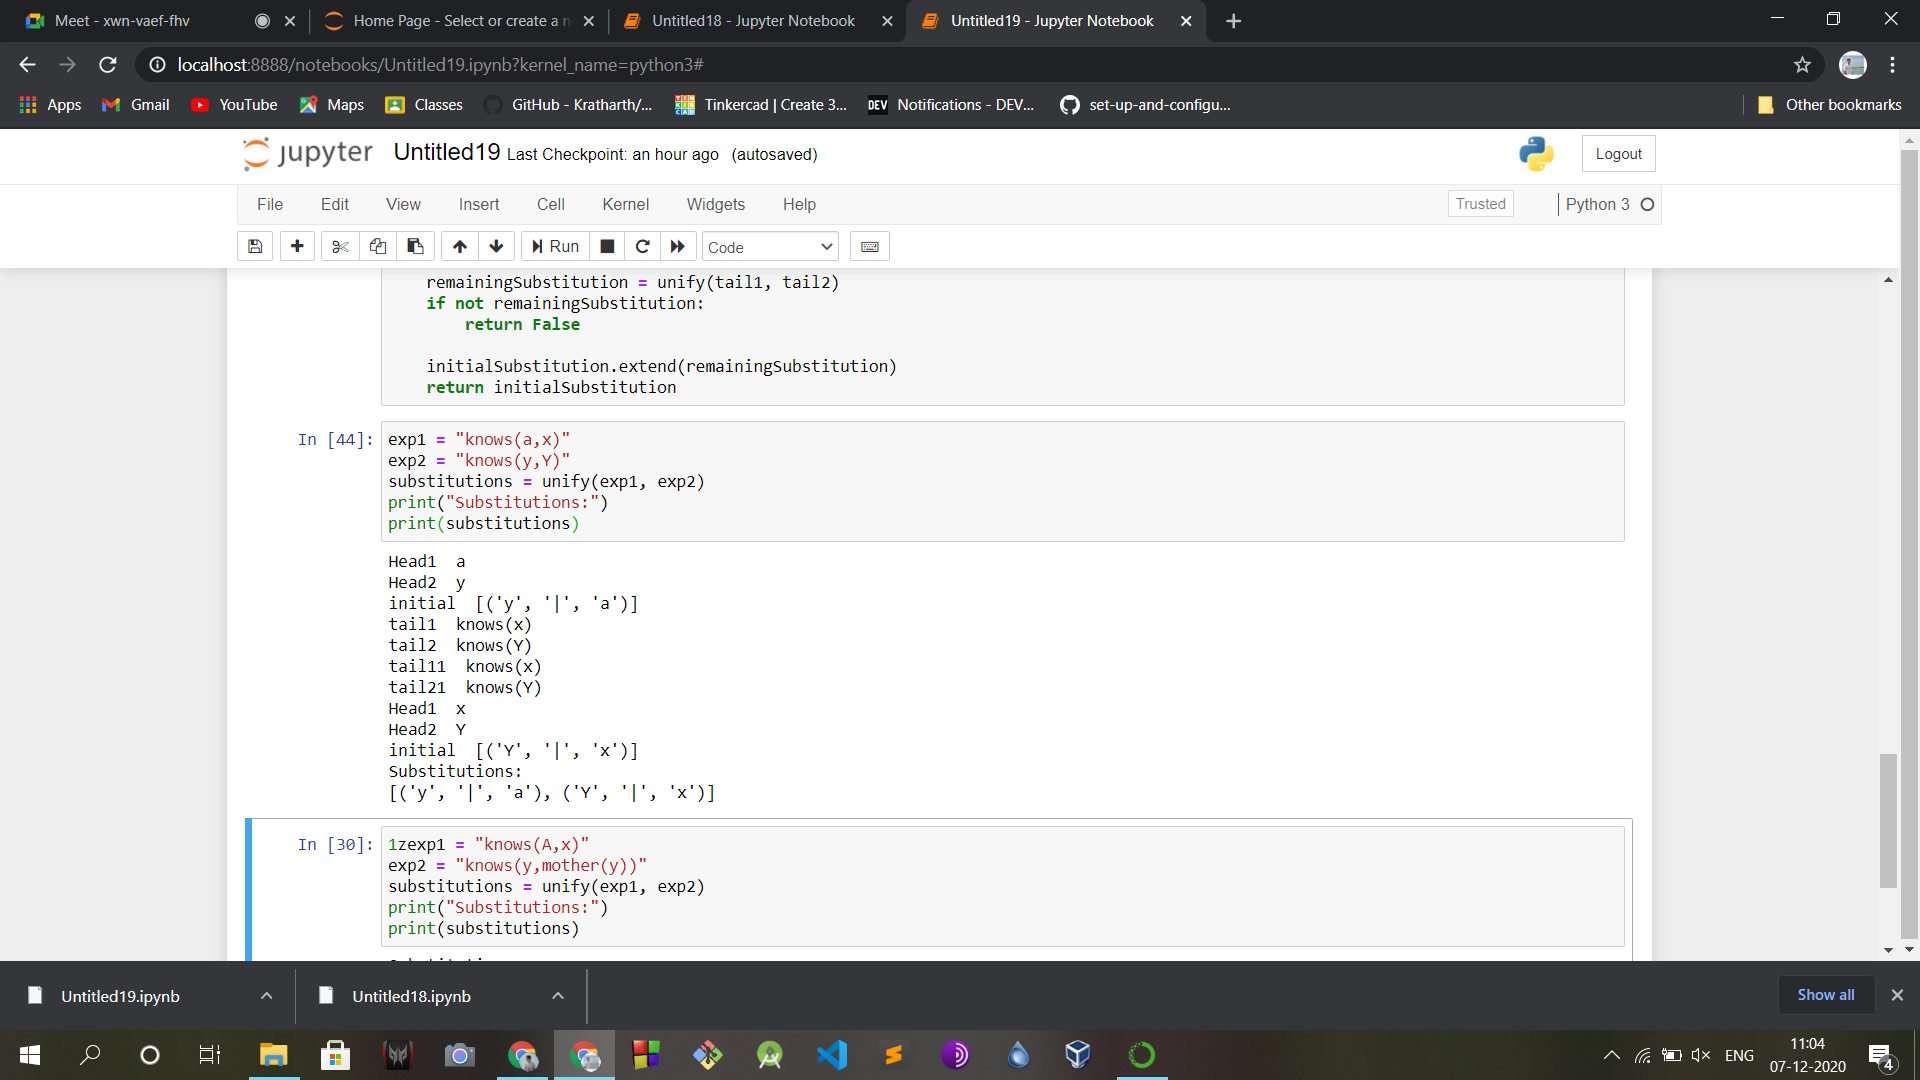 Meet - xwn-vaef-fhv
Home Page - Select or create a n
Untitled18 - Jupyter Notebook
Untitled19 - Jupyter Notebook
localhost:8888/notebooks/Untitled19.ipynb?kernel_name=python3#
Apps
Gmail
YouTube
Maps
Classes
GitHub - Kratharth/...
Tinkercad | Create 3...
DEV
Notifications - DEV...
set-up-and-configu...
Other bookmarks
jupyter
Untitled19 Last Checkpoint: an hour ago (autosaved)
Logout
File Edit View Insert Cell Kernel Widgets Help
Trusted
Python 3
Run
Code
remainingSubstitution = unify(tail1, tail2)
if not remainingSubstitution:
return False
initialSubstitution.extend(remainingSubstitution)
return initialSubstitution
In [44]:
exp1 = "knows(a,x)"
exp2 = "knows(y,Y)"
substitutions = unify(exp1, exp2)
print("Substitutions:")
print(substitutions)
Head1  a
Head2  y
initial  [('y', '|', 'a')]
tail1  knows(x)
tail2  knows(Y)
tail11  knows(x)
tail21  knows(Y)
Head1  x
Head2  Y
initial  [('Y', '|', 'x')]
Substitutions:
[('y', '|', 'a'), ('Y', '|', 'x')]
In [30]:
1zexp1 = "knows(A,x)"
exp2 = "knows(y,mother(y))"
substitutions = unify(exp1, exp2)
print("Substitutions:")
print(substitutions)
Untitled19.ipynb
Untitled18.ipynb
Show all
ENG
11:04
07-12-2020
4